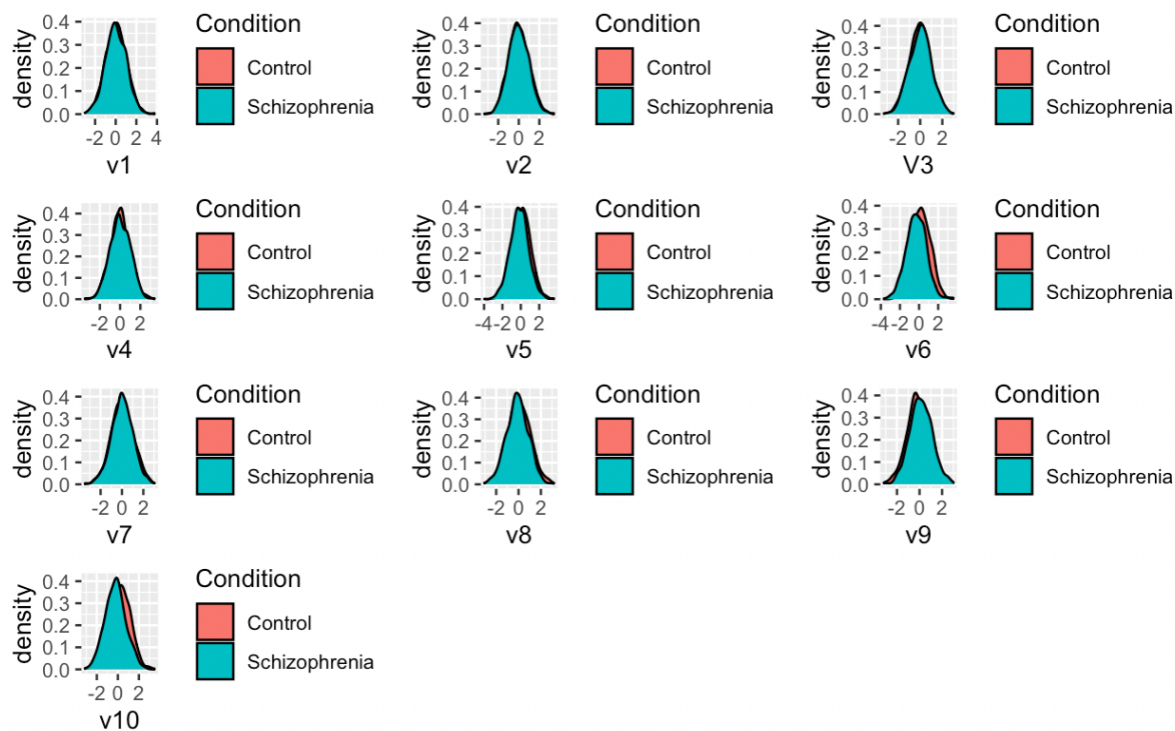 density
0.4
0.3
0.2
0.1
0.0
-2 0 2 4
v1
Condition
Control
Schizophrenia
density
0.4
0.3
0.2
0.1
0.0
-2 0 2
v2
Condition
Control
Schizophrenia
density
0.4
0.3
0.2
0.1
0.0
-2 0 2
V3
Condition
Control
Schizophrenia
density
0.4
0.3
0.2
0.1
0.0
-2 0 2
v4
Condition
Control
Schizophrenia
density
0.4
0.3
0.2
0.1
0.0
-4 -2 0 2
v5
Condition
Control
Schizophrenia
density
0.4
0.3
0.2
0.1
0.0
-4 -2 0 2
v6
Condition
Control
Schizophrenia
density
0.4
0.3
0.2
0.1
0.0
-2 0 2
v7
Condition
Control
Schizophrenia
density
0.4
0.3
0.2
0.1
0.0
-2 0 2
v8
Condition
Control
Schizophrenia
density
0.4
0.3
0.2
0.1
0.0
-2 0 2
v9
Condition
Control
Schizophrenia
density
0.4
0.3
0.2
0.1
0.0
-2 0 2
v10
Condition
Control
Schizophrenia